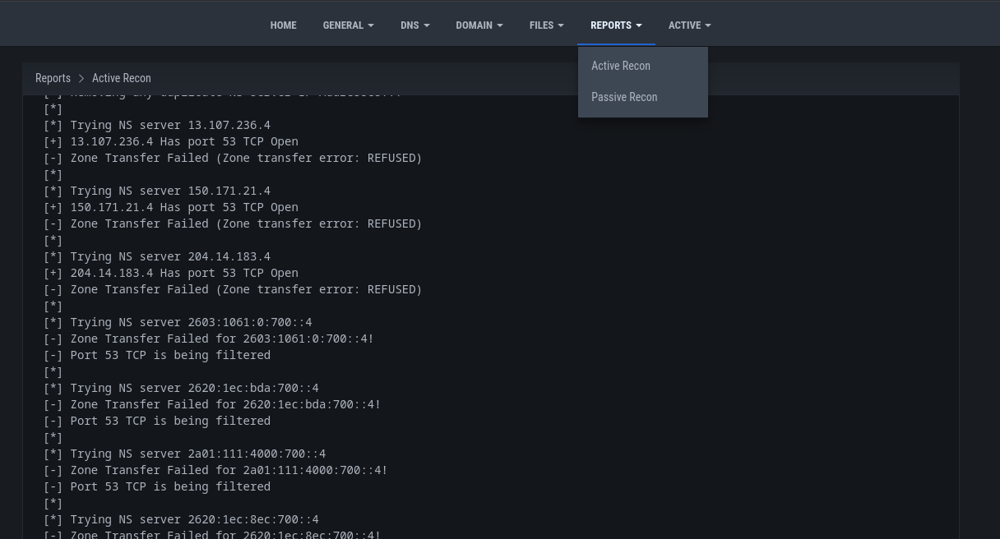 HOME GENERAL DNS DOMAIN FILES REPORTS ACTIVE
Active Recon
Passive Recon
Reports > Active Recon
[*] Removing any duplicate NS server IP Addresses...
[*]
[*] Trying NS server 13.107.236.4
[+] 13.107.236.4 Has port 53 TCP Open
[-] Zone Transfer Failed (Zone transfer error: REFUSED)
[*]
[*] Trying NS server 150.171.21.4
[+] 150.171.21.4 Has port 53 TCP Open
[-] Zone Transfer Failed (Zone transfer error: REFUSED)
[*]
[*] Trying NS server 204.14.183.4
[+] 204.14.183.4 Has port 53 TCP Open
[-] Zone Transfer Failed (Zone transfer error: REFUSED)
[*]
[*] Trying NS server 2603:1061:0:700::4
[-] Zone Transfer Failed for 2603:1061:0:700::4!
[-] Port 53 TCP is being filtered
[*]
[*] Trying NS server 2620:1ec:bda:700::4
[-] Zone Transfer Failed for 2620:1ec:bda:700::4!
[-] Port 53 TCP is being filtered
[*]
[*] Trying NS server 2a01:111:4000:700::4
[-] Zone Transfer Failed for 2a01:111:4000:700::4!
[-] Port 53 TCP is being filtered
[*]
[*] Trying NS server 2620:1ec:8ec:700::4
[-] Zone Transfer Failed for 2620:1ec:8ec:700::4!